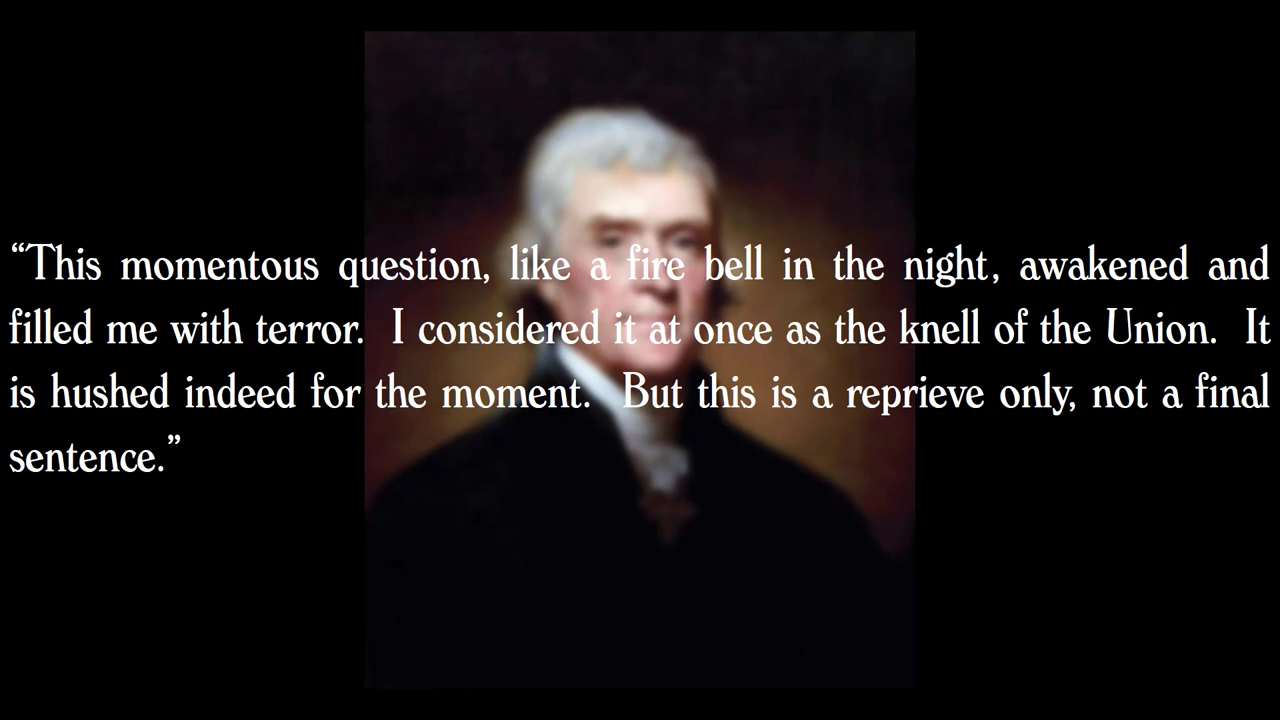 “This momentous question, like a fire bell in the night, awakened and
filled me with terror.  I considered it at once as the knell of the Union.  It
is hushed indeed for the moment.  But this is a reprieve only, not a final
sentence.”